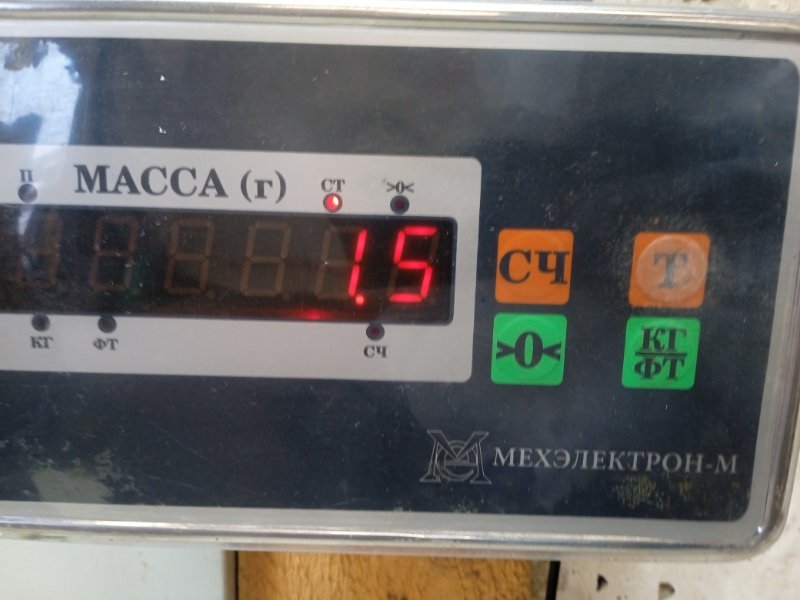 П
МАССА (г)
СТ
>0<
1.5
КГ
ФТ
СЧ
СЧ
Т
>0<
КГ
ФТ
МЕХЭЛЕКТРОН-М